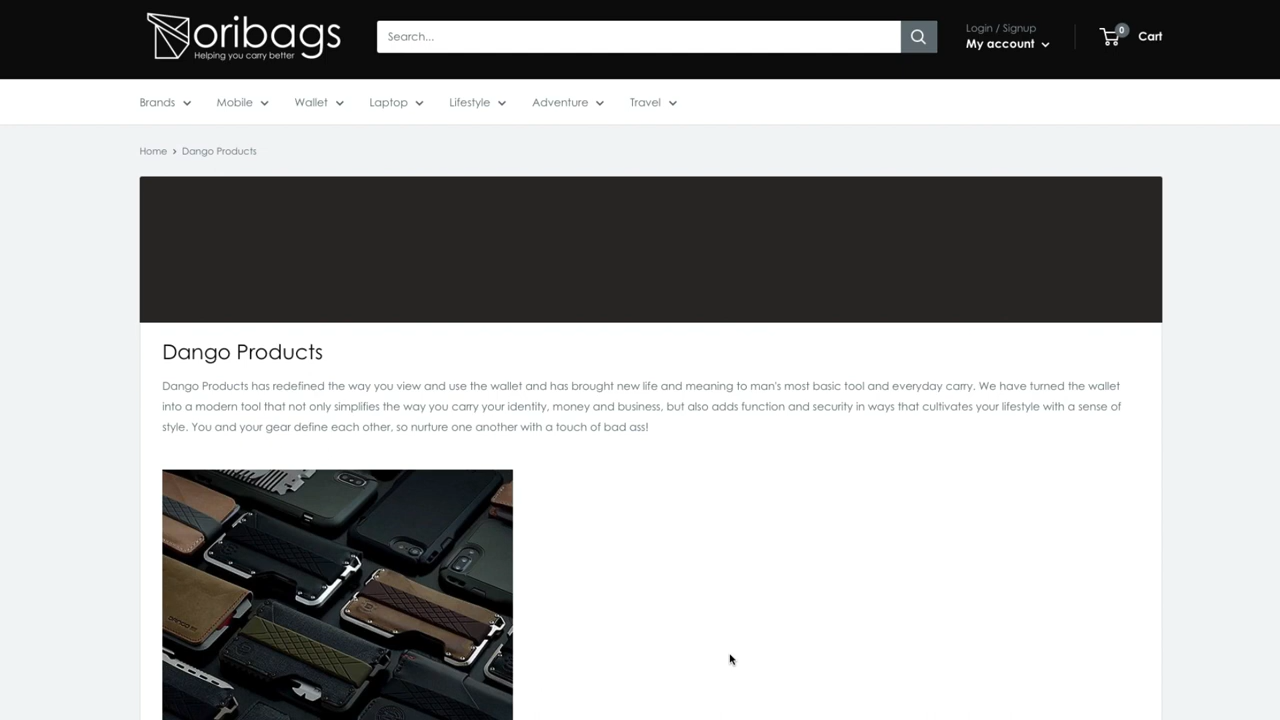 oribags
Helping you carry better
Search...
Login / Signup
My account
0
Cart
Brands
Mobile
Wallet
Laptop
Lifestyle
Adventure
Travel
Home > Dango Products
Dango Products
Dango Products has redefined the way you view and use the wallet and has brought new life and meaning to man's most basic tool and everyday carry. We have turned the wallet
into a modern tool that not only simplifies the way you carry your identity, money and business, but also adds function and security in ways that cultivates your lifestyle with a sense of
style. You and your gear define each other, so nurture one another with a touch of bad ass!